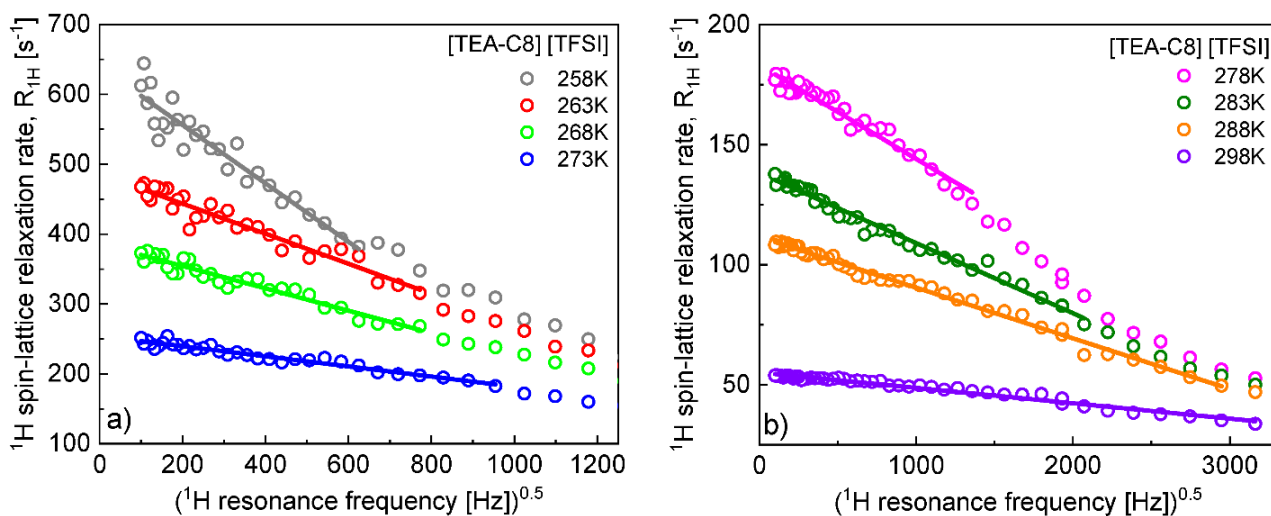 ¹H spin-lattice relaxation rate, R₁H [s⁻¹]
700
600
500
400
300
200
100
[TEA-C8] [TFSI]
258K
263K
268K
273K
a)
0 200 400 600 800 1000 1200
(¹H resonance frequency [Hz])⁰·⁵
¹H spin-lattice relaxation rate, R₁H [s⁻¹]
200
150
100
50
[TEA-C8] [TFSI]
278K
283K
288K
298K
b)
0 1000 2000 3000
(¹H resonance frequency [Hz])⁰·⁵